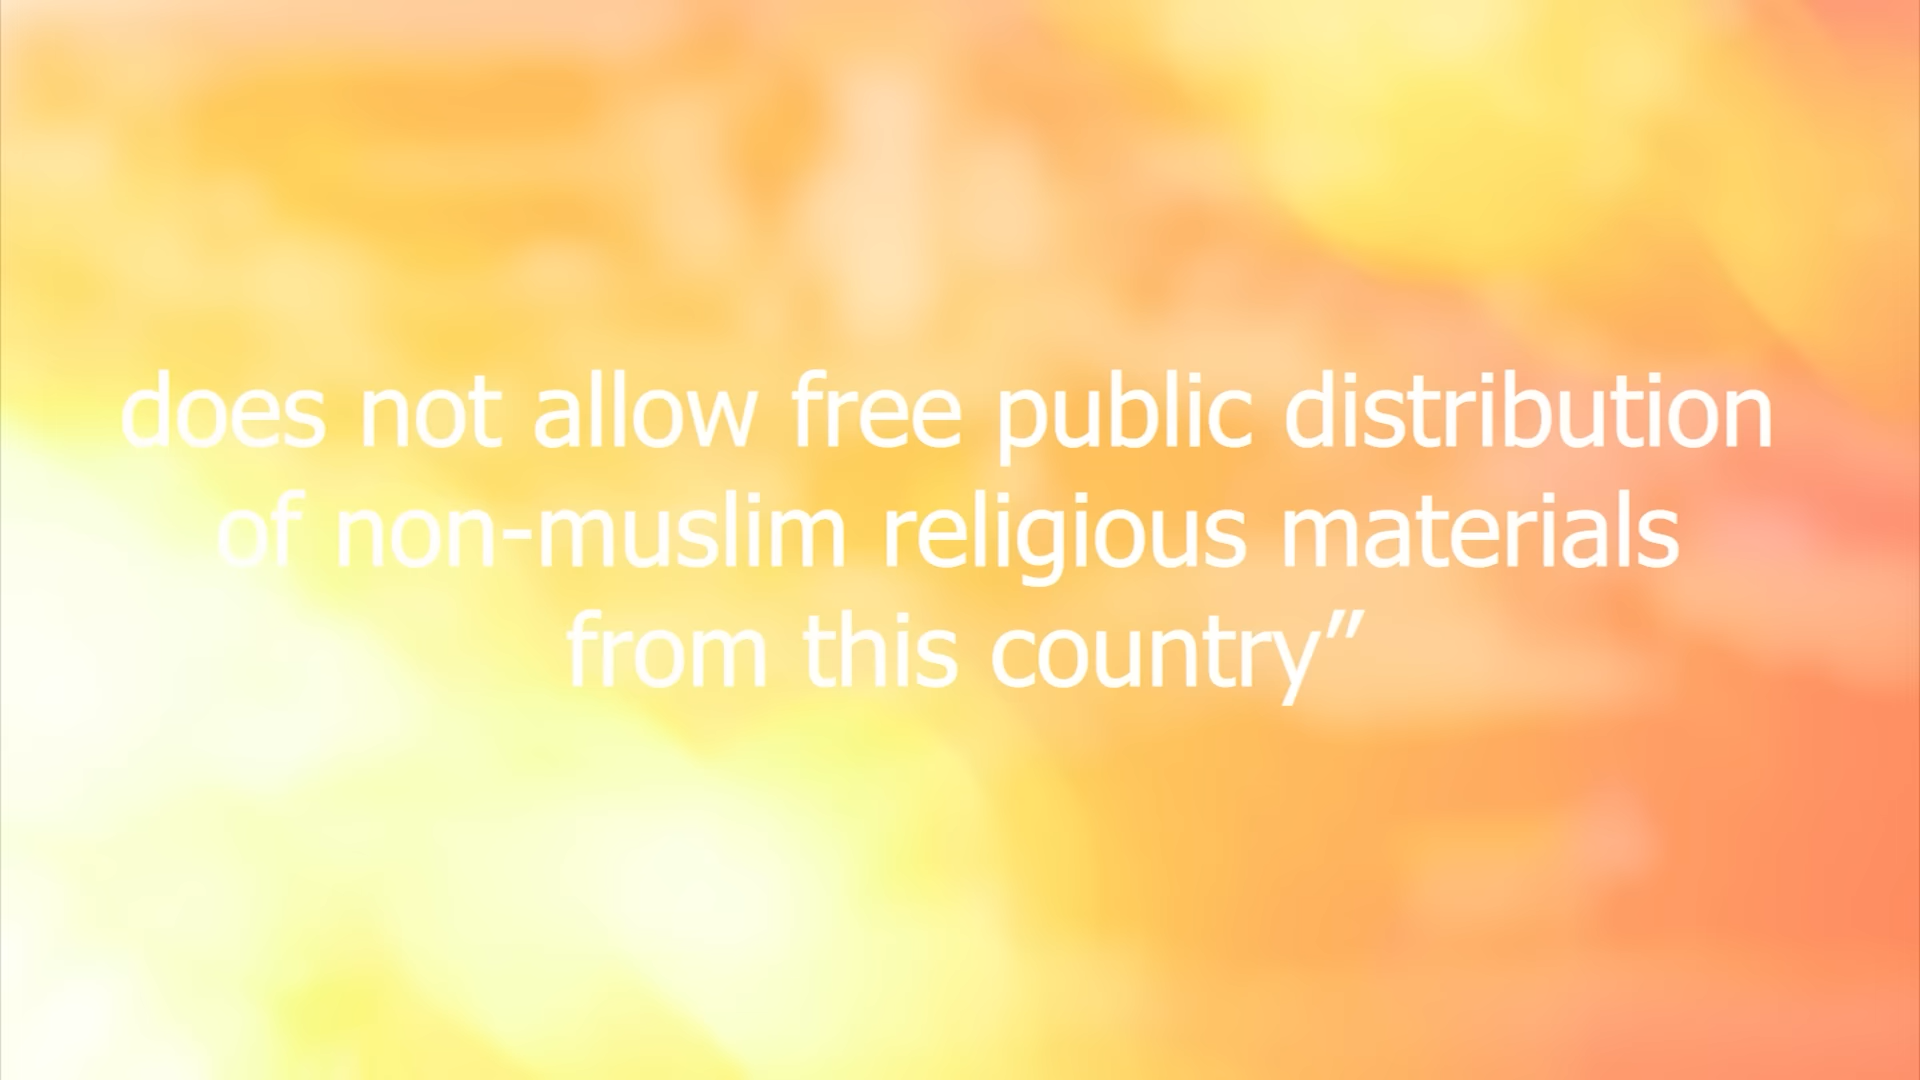 does not allow free public distribution
of non-muslim religious materials
from this country”